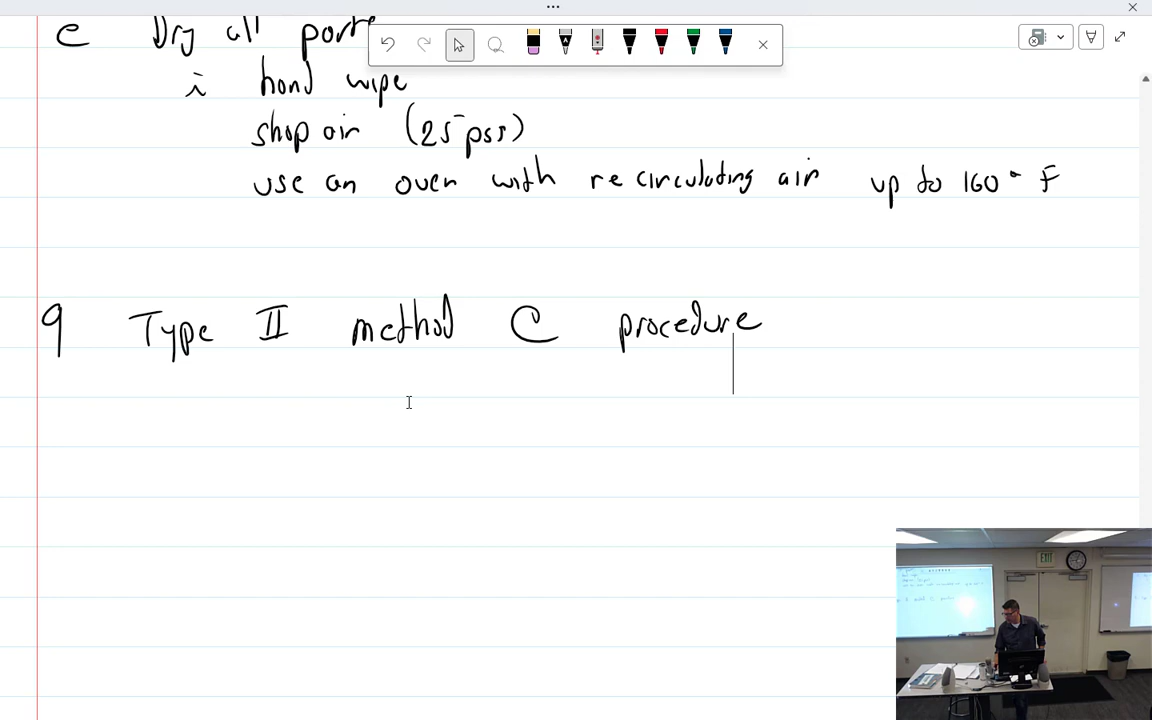 e Dry all parts
i hand wipe
shop air (25 psi)
use an oven with recirculating air up to 160° F
9 Type II method C procedure
EXIT